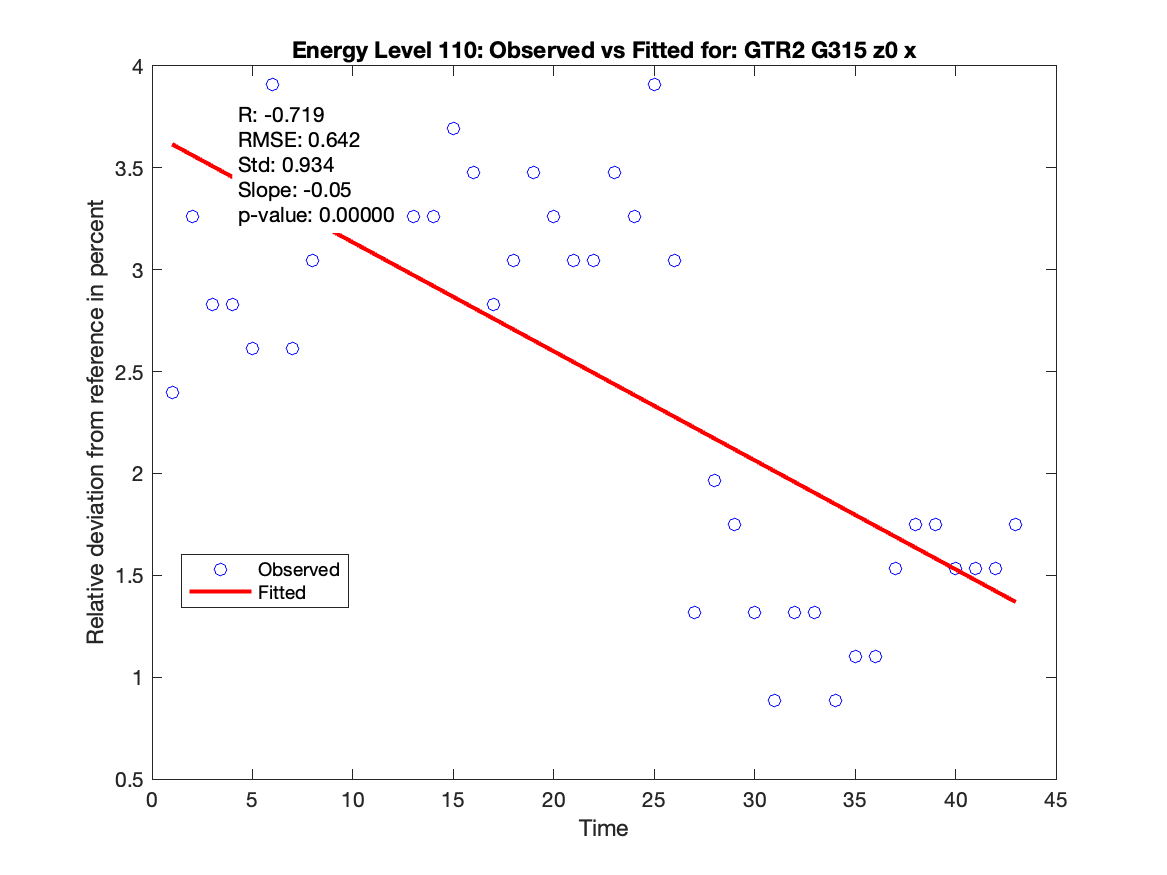 Energy Level 110: Observed vs Fitted for: GTR2 G315 z0 x
4
3.5
3
2.5
2
1.5
1
0.5
Relative deviation from reference in percent
R: -0.719
RMSE: 0.642
Std: 0.934
Slope: -0.05
p-value: 0.00000
Observed
Fitted
0 5 10 15 20 25 30 35 40 45
Time